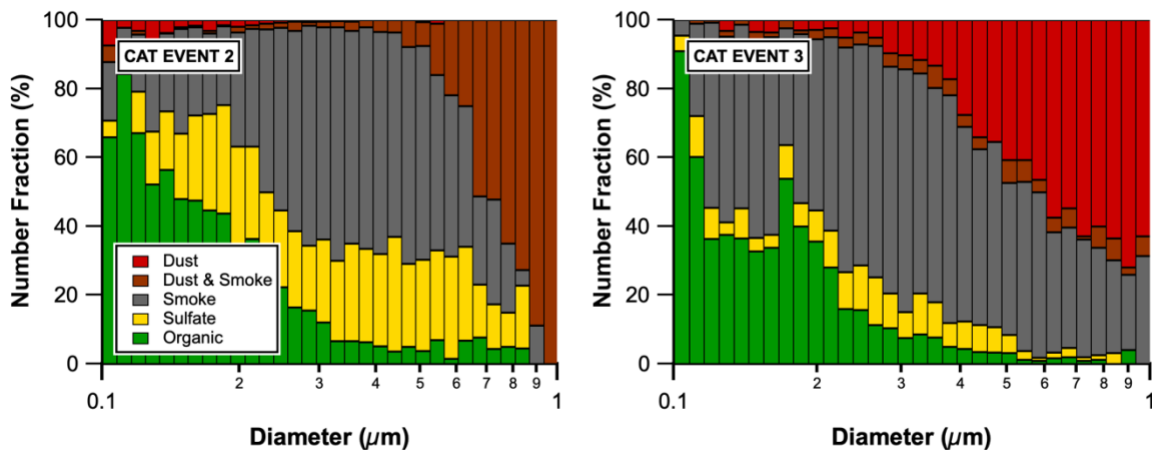 CAT EVENT 2
Number Fraction (%)
100
80
60
40
20
0
Dust
Dust & Smoke
Smoke
Sulfate
Organic
0.1
2
3
4
5
6
7
8
9
1
Diameter (µm)
CAT EVENT 3
Number Fraction (%)
100
80
60
40
20
0
0.1
2
3
4
5
6
7
8
9
1
Diameter (µm)